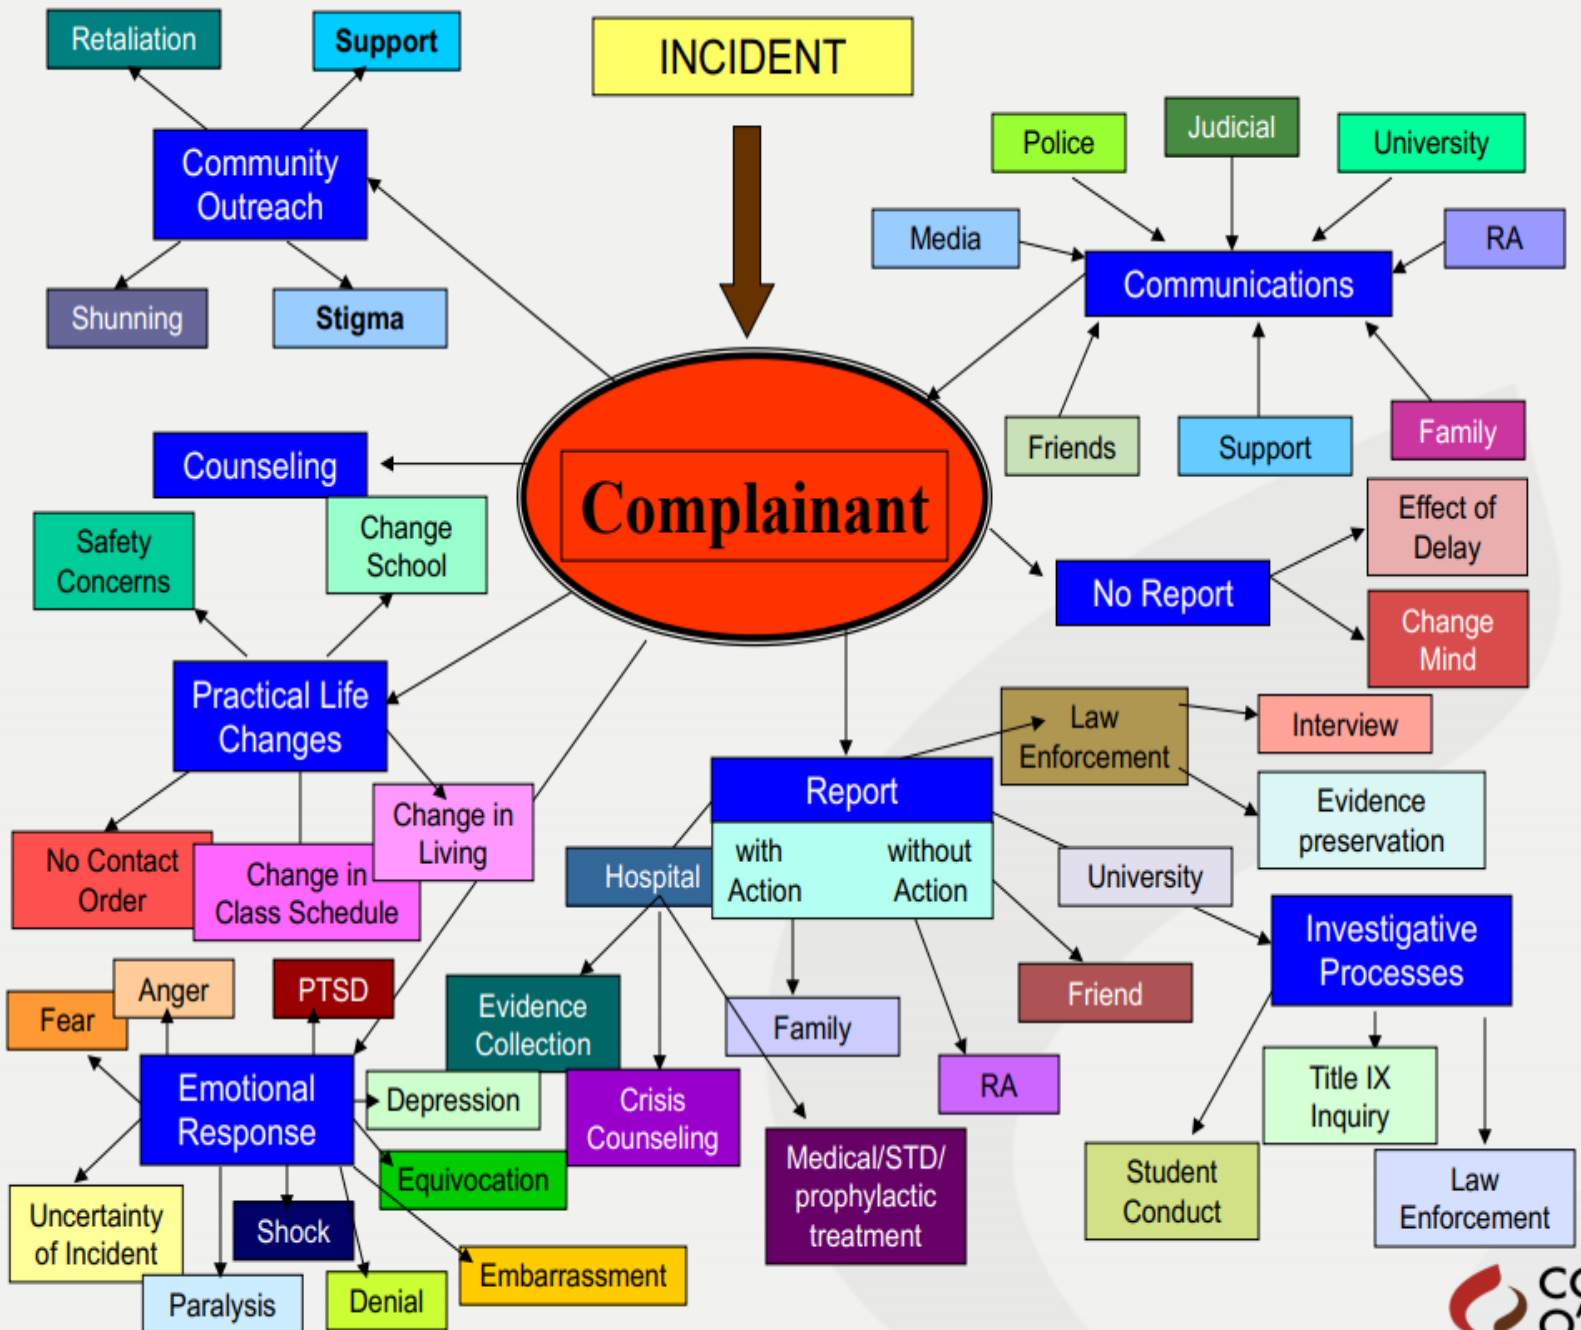 INCIDENT
Retaliation
Support
Community
Outreach
Shunning
Stigma
Police
Judicial
University
Media
RA
Communications
Friends
Support
Family
Complainant
Counseling
Safety
Concerns
Change
School
Practical Life
Changes
No Contact
Order
Change in
Class Schedule
Change in
Living
No Report
Effect of
Delay
Change
Mind
Report
with
Action
without
Action
Law
Enforcement
Interview
Evidence
preservation
Hospital
University
Investigative
Processes
Evidence
Collection
Crisis
Counseling
Medical/STD/
prophylactic
treatment
Family
RA
Friend
Student
Conduct
Title IX
Inquiry
Law
Enforcement
Fear
Anger
PTSD
Emotional
Response
Depression
Equivocation
Embarrassment
Uncertainty
of Incident
Paralysis
Shock
Denial